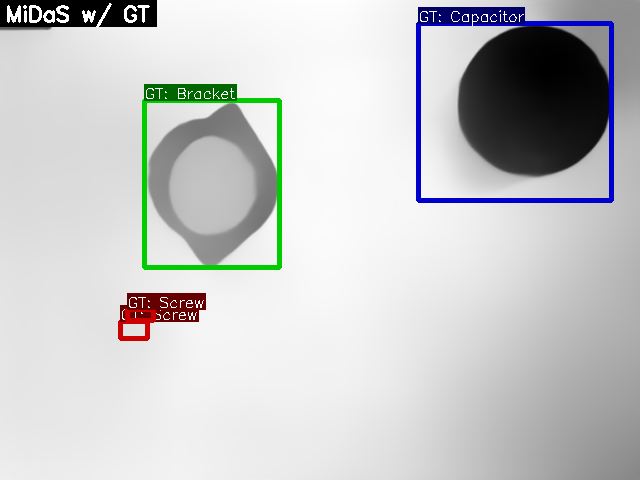 MiDaS w/ GT
GT: Capacitor
GT: Bracket
GT: Screw
Screw